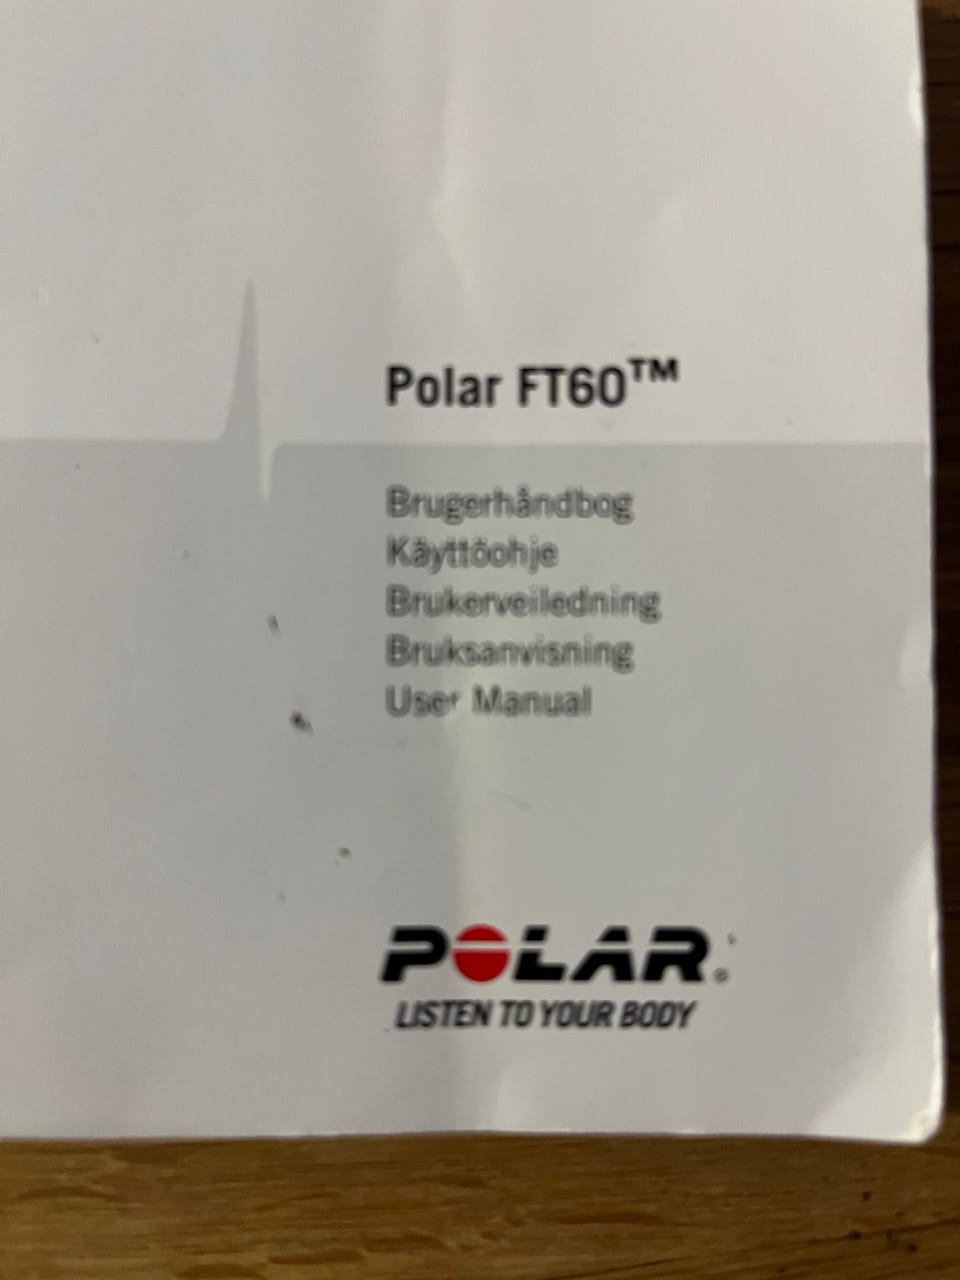 Polar FT60™
Brugerhåndbog
Käyttöohje
Brukerveiledning
Bruksanvisning
User Manual
POLAR®
LISTEN TO YOUR BODY